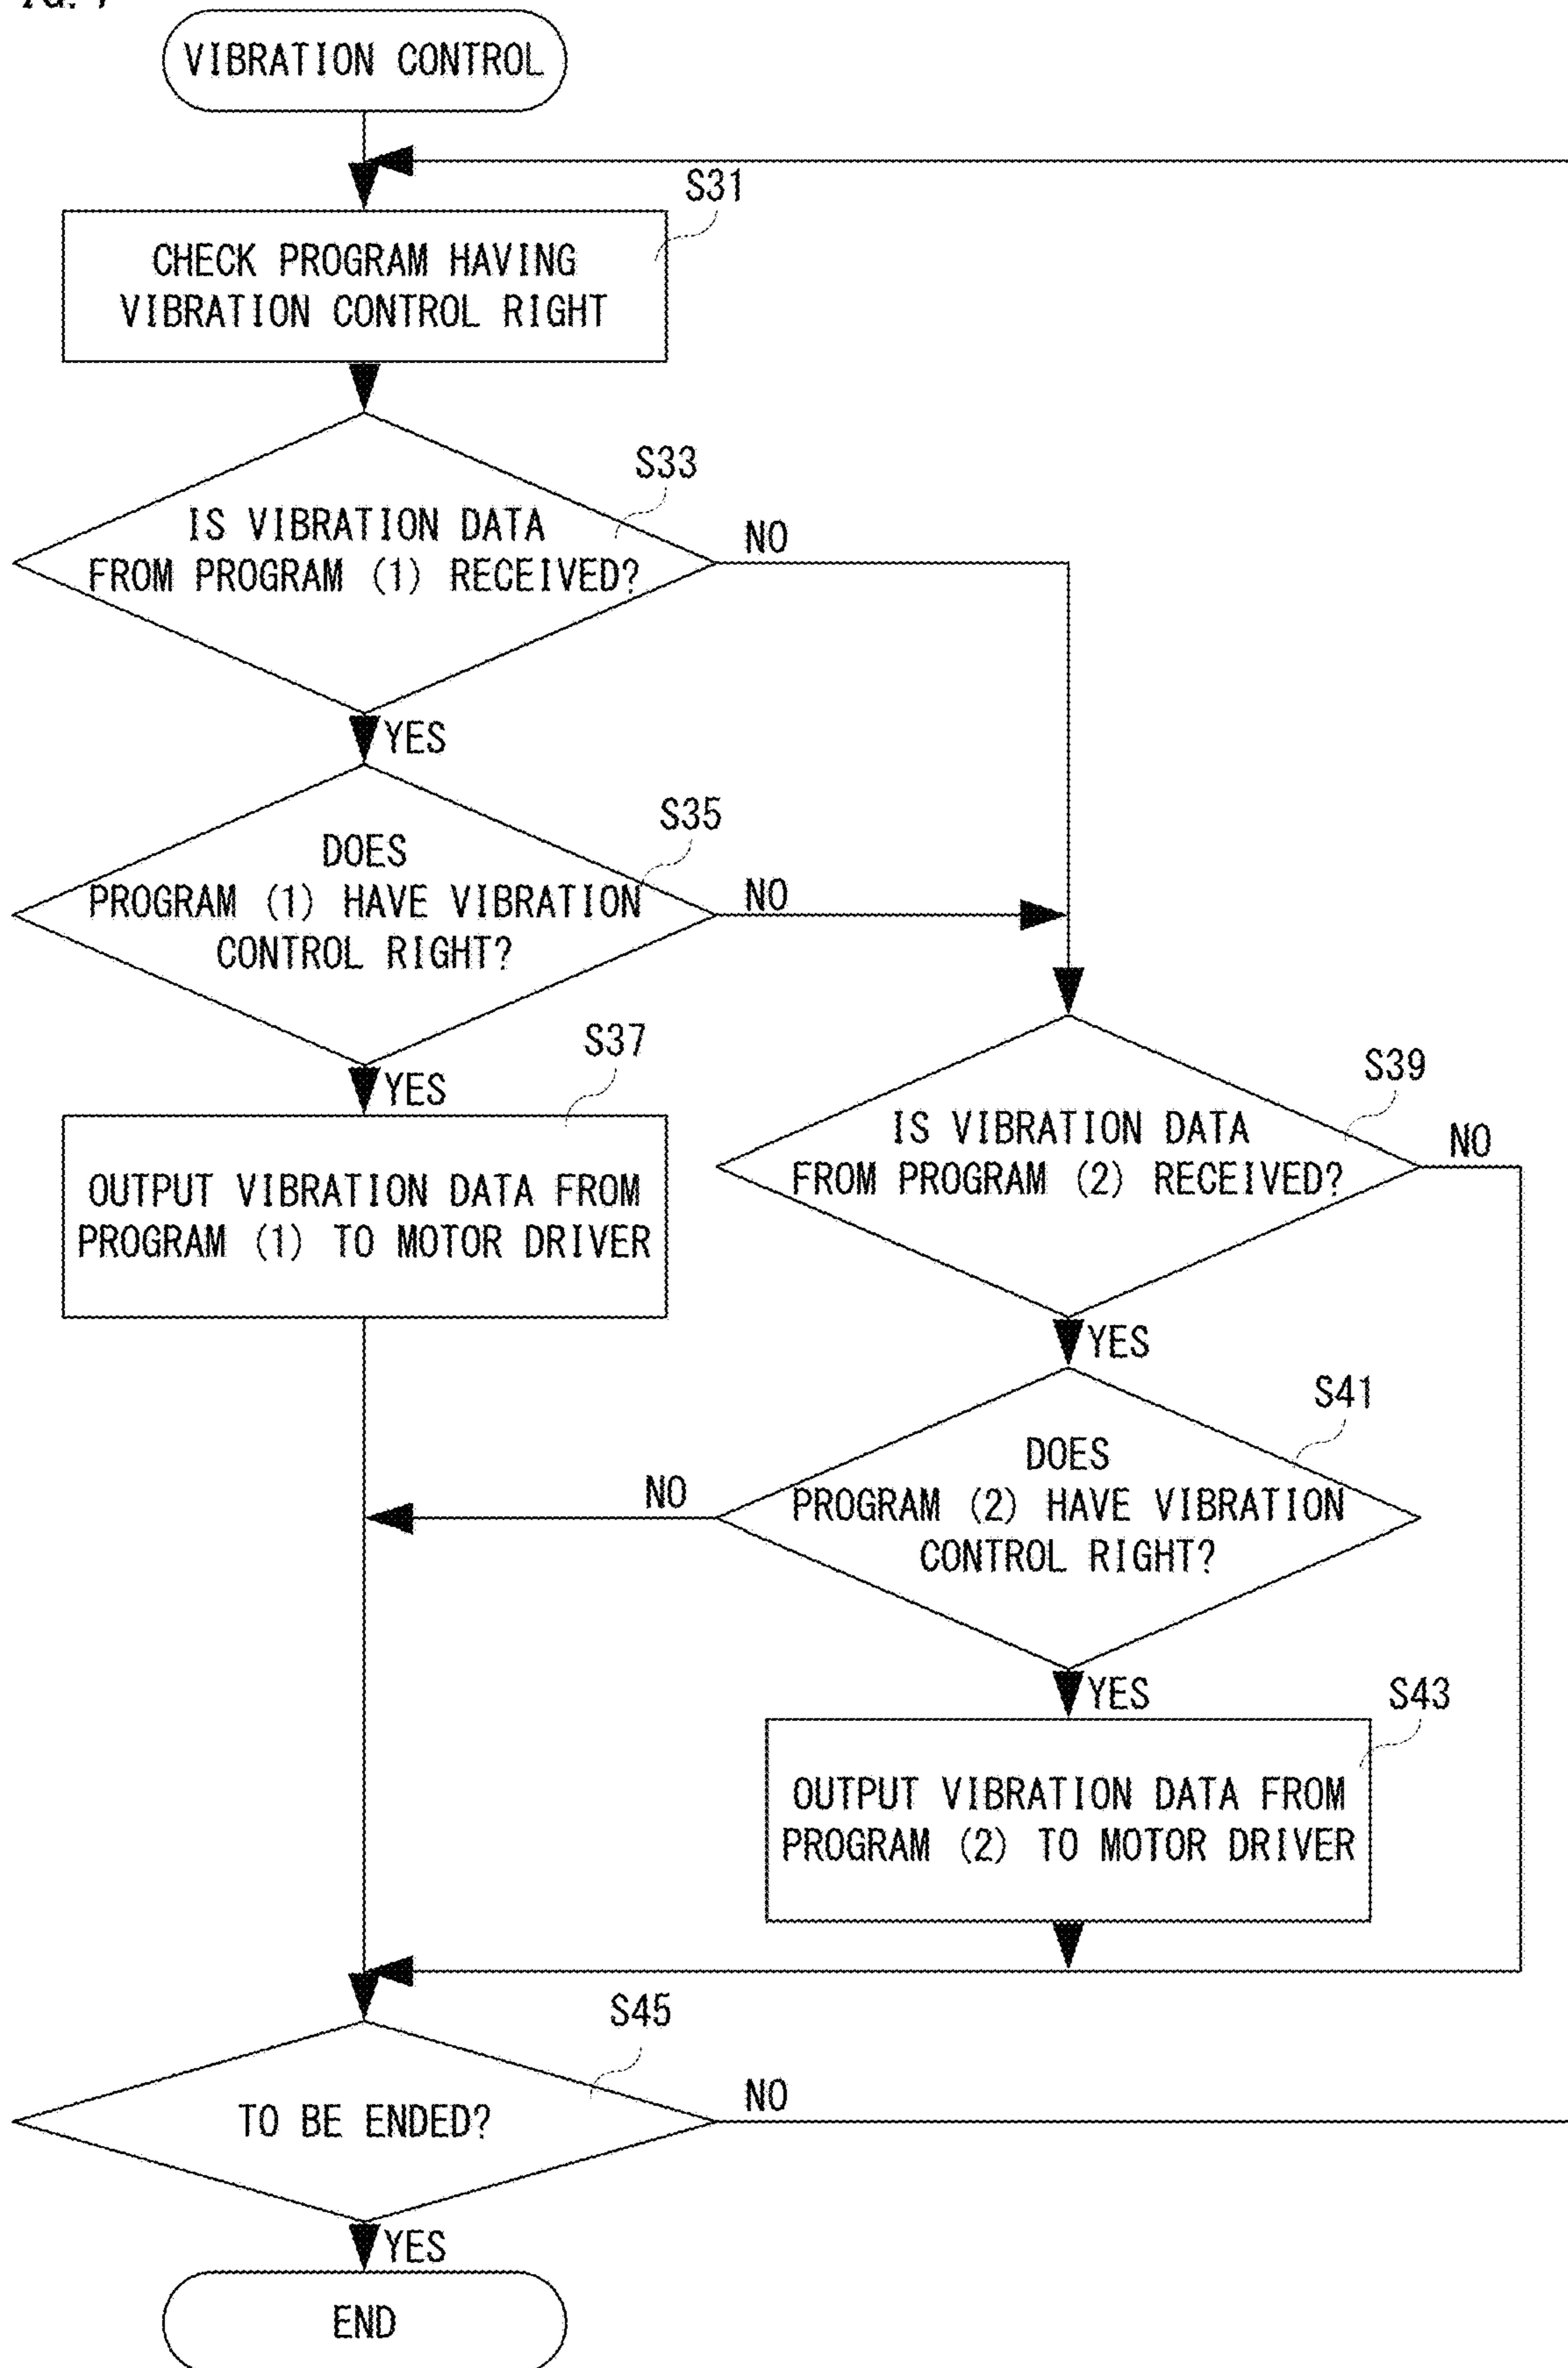 VIBRATION CONTROL
S31
CHECK PROGRAM HAVING
VIBRATION CONTROL RIGHT
S33
IS VIBRATION DATA
FROM PROGRAM (1) RECEIVED?
NO
YES
S35
DOES
PROGRAM (1) HAVE VIBRATION
CONTROL RIGHT?
NO
YES
S37
OUTPUT VIBRATION DATA FROM
PROGRAM (1) TO MOTOR DRIVER
S39
IS VIBRATION DATA
FROM PROGRAM (2) RECEIVED?
NO
YES
S41
DOES
PROGRAM (2) HAVE VIBRATION
CONTROL RIGHT?
NO
YES
S43
OUTPUT VIBRATION DATA FROM
PROGRAM (2) TO MOTOR DRIVER
S45
TO BE ENDED?
NO
YES
END